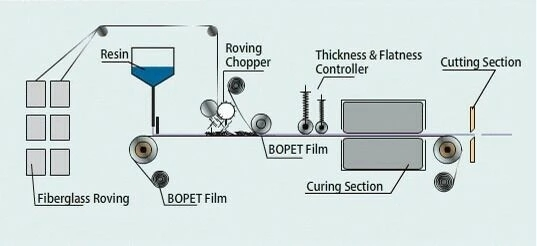 Resin
Roving
Chopper
Thickness & Flatness
Controller
Cutting Section
BOPET Film
Fiberglass Roving
BOPET Film
Curing Section